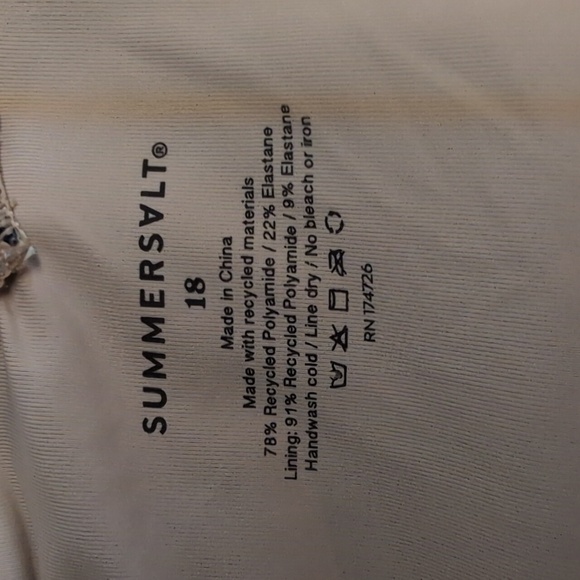 SUMMERSɅLT®
18
Made in China
Made with recycled materials
78% Recycled Polyamide / 22% Elastane
Lining: 91% Recycled Polyamide / 9% Elastane
Handwash cold / Line dry / No bleach or iron
RN 174726